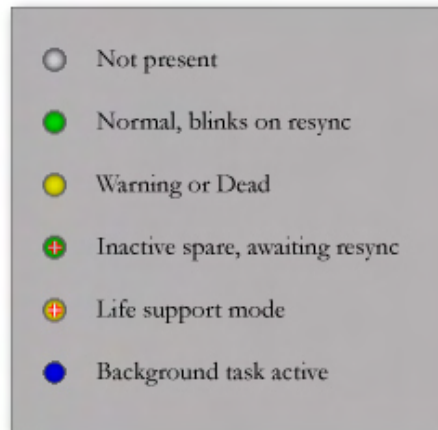 Not present
Normal, blinks on resync
Warning or Dead
Inactive spare, awaiting resync
Life support mode
Background task active